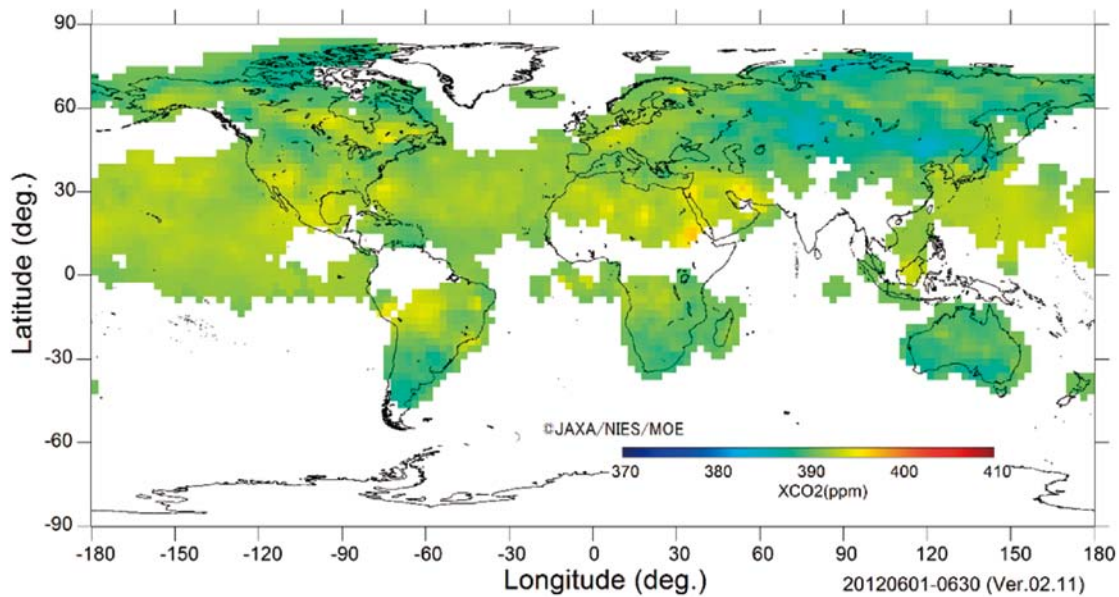 90
60
30
0
-30
-60
-90
Latitude (deg.)
©JAXA/NIES/MOE
370 380 390 400 410
XCO2(ppm)
-180 -150 -120 -90 -60 -30 0 30 60 90 120 150 180
Longitude (deg.)
20120601-0630 (Ver.02.11)